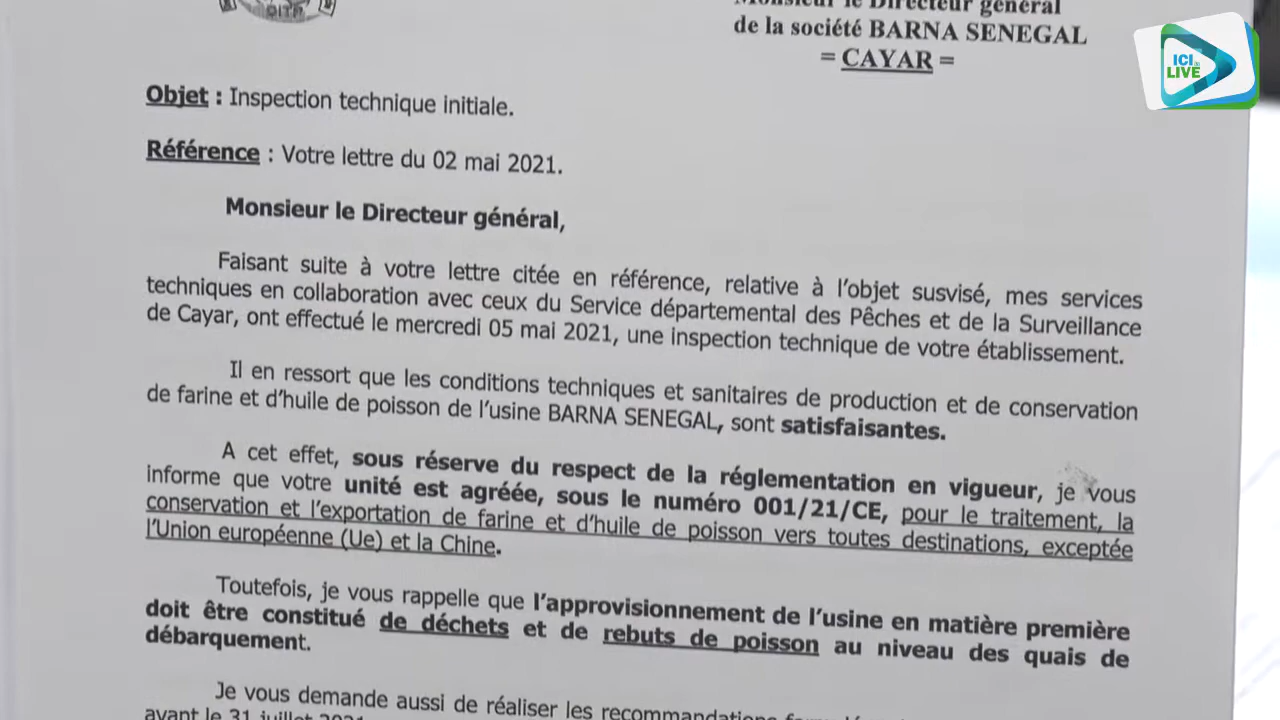 DITP
Monsieur le Directeur général
de la société BARNA SENEGAL
= CAYAR =
ICI
LIVE
Objet : Inspection technique initiale.
Référence : Votre lettre du 02 mai 2021.
Monsieur le Directeur général,
Faisant suite à votre lettre citée en référence, relative à l'objet susvisé, mes services
techniques en collaboration avec ceux du Service départemental des Pêches et de la Surveillance
de Cayar, ont effectué le mercredi 05 mai 2021, une inspection technique de votre établissement.
Il en ressort que les conditions techniques et sanitaires de production et de conservation
de farine et d'huile de poisson de l'usine BARNA SENEGAL, sont satisfaisantes.
A cet effet, sous réserve du respect de la réglementation en vigueur, je vous
informe que votre unité est agréée, sous le numéro 001/21/CE, pour le traitement, la
conservation et l'exportation de farine et d'huile de poisson vers toutes destinations, exceptée
l'Union européenne (Ue) et la Chine.
Toutefois, je vous rappelle que l'approvisionnement de l'usine en matière première
doit être constitué de déchets et de rebuts de poisson au niveau des quais de
débarquement.
Je vous demande aussi de réaliser les recommandations
avant le 31 juillet 2021